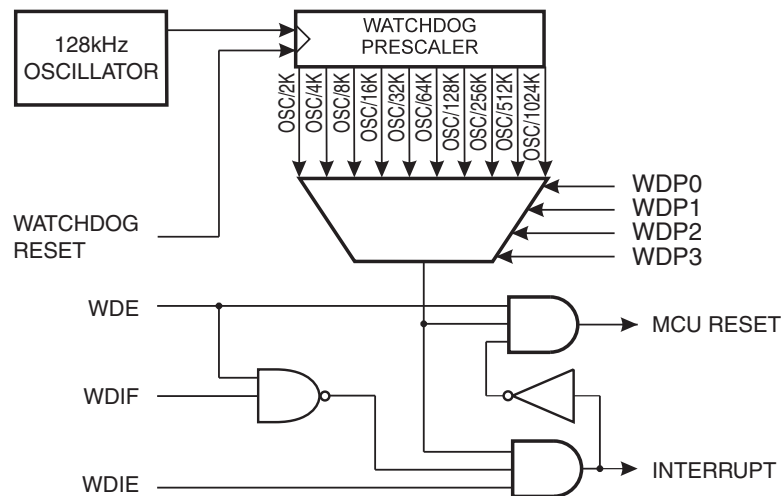 128kHz
OSCILLATOR
WATCHDOG
PRESCALER
OSC/2K
OSC/4K
OSC/8K
OSC/16K
OSC/32K
OSC/64K
OSC/128K
OSC/256K
OSC/512K
OSC/1024K
WATCHDOG
RESET
WDP0
WDP1
WDP2
WDP3
WDE
MCU RESET
WDIF
WDIE
INTERRUPT